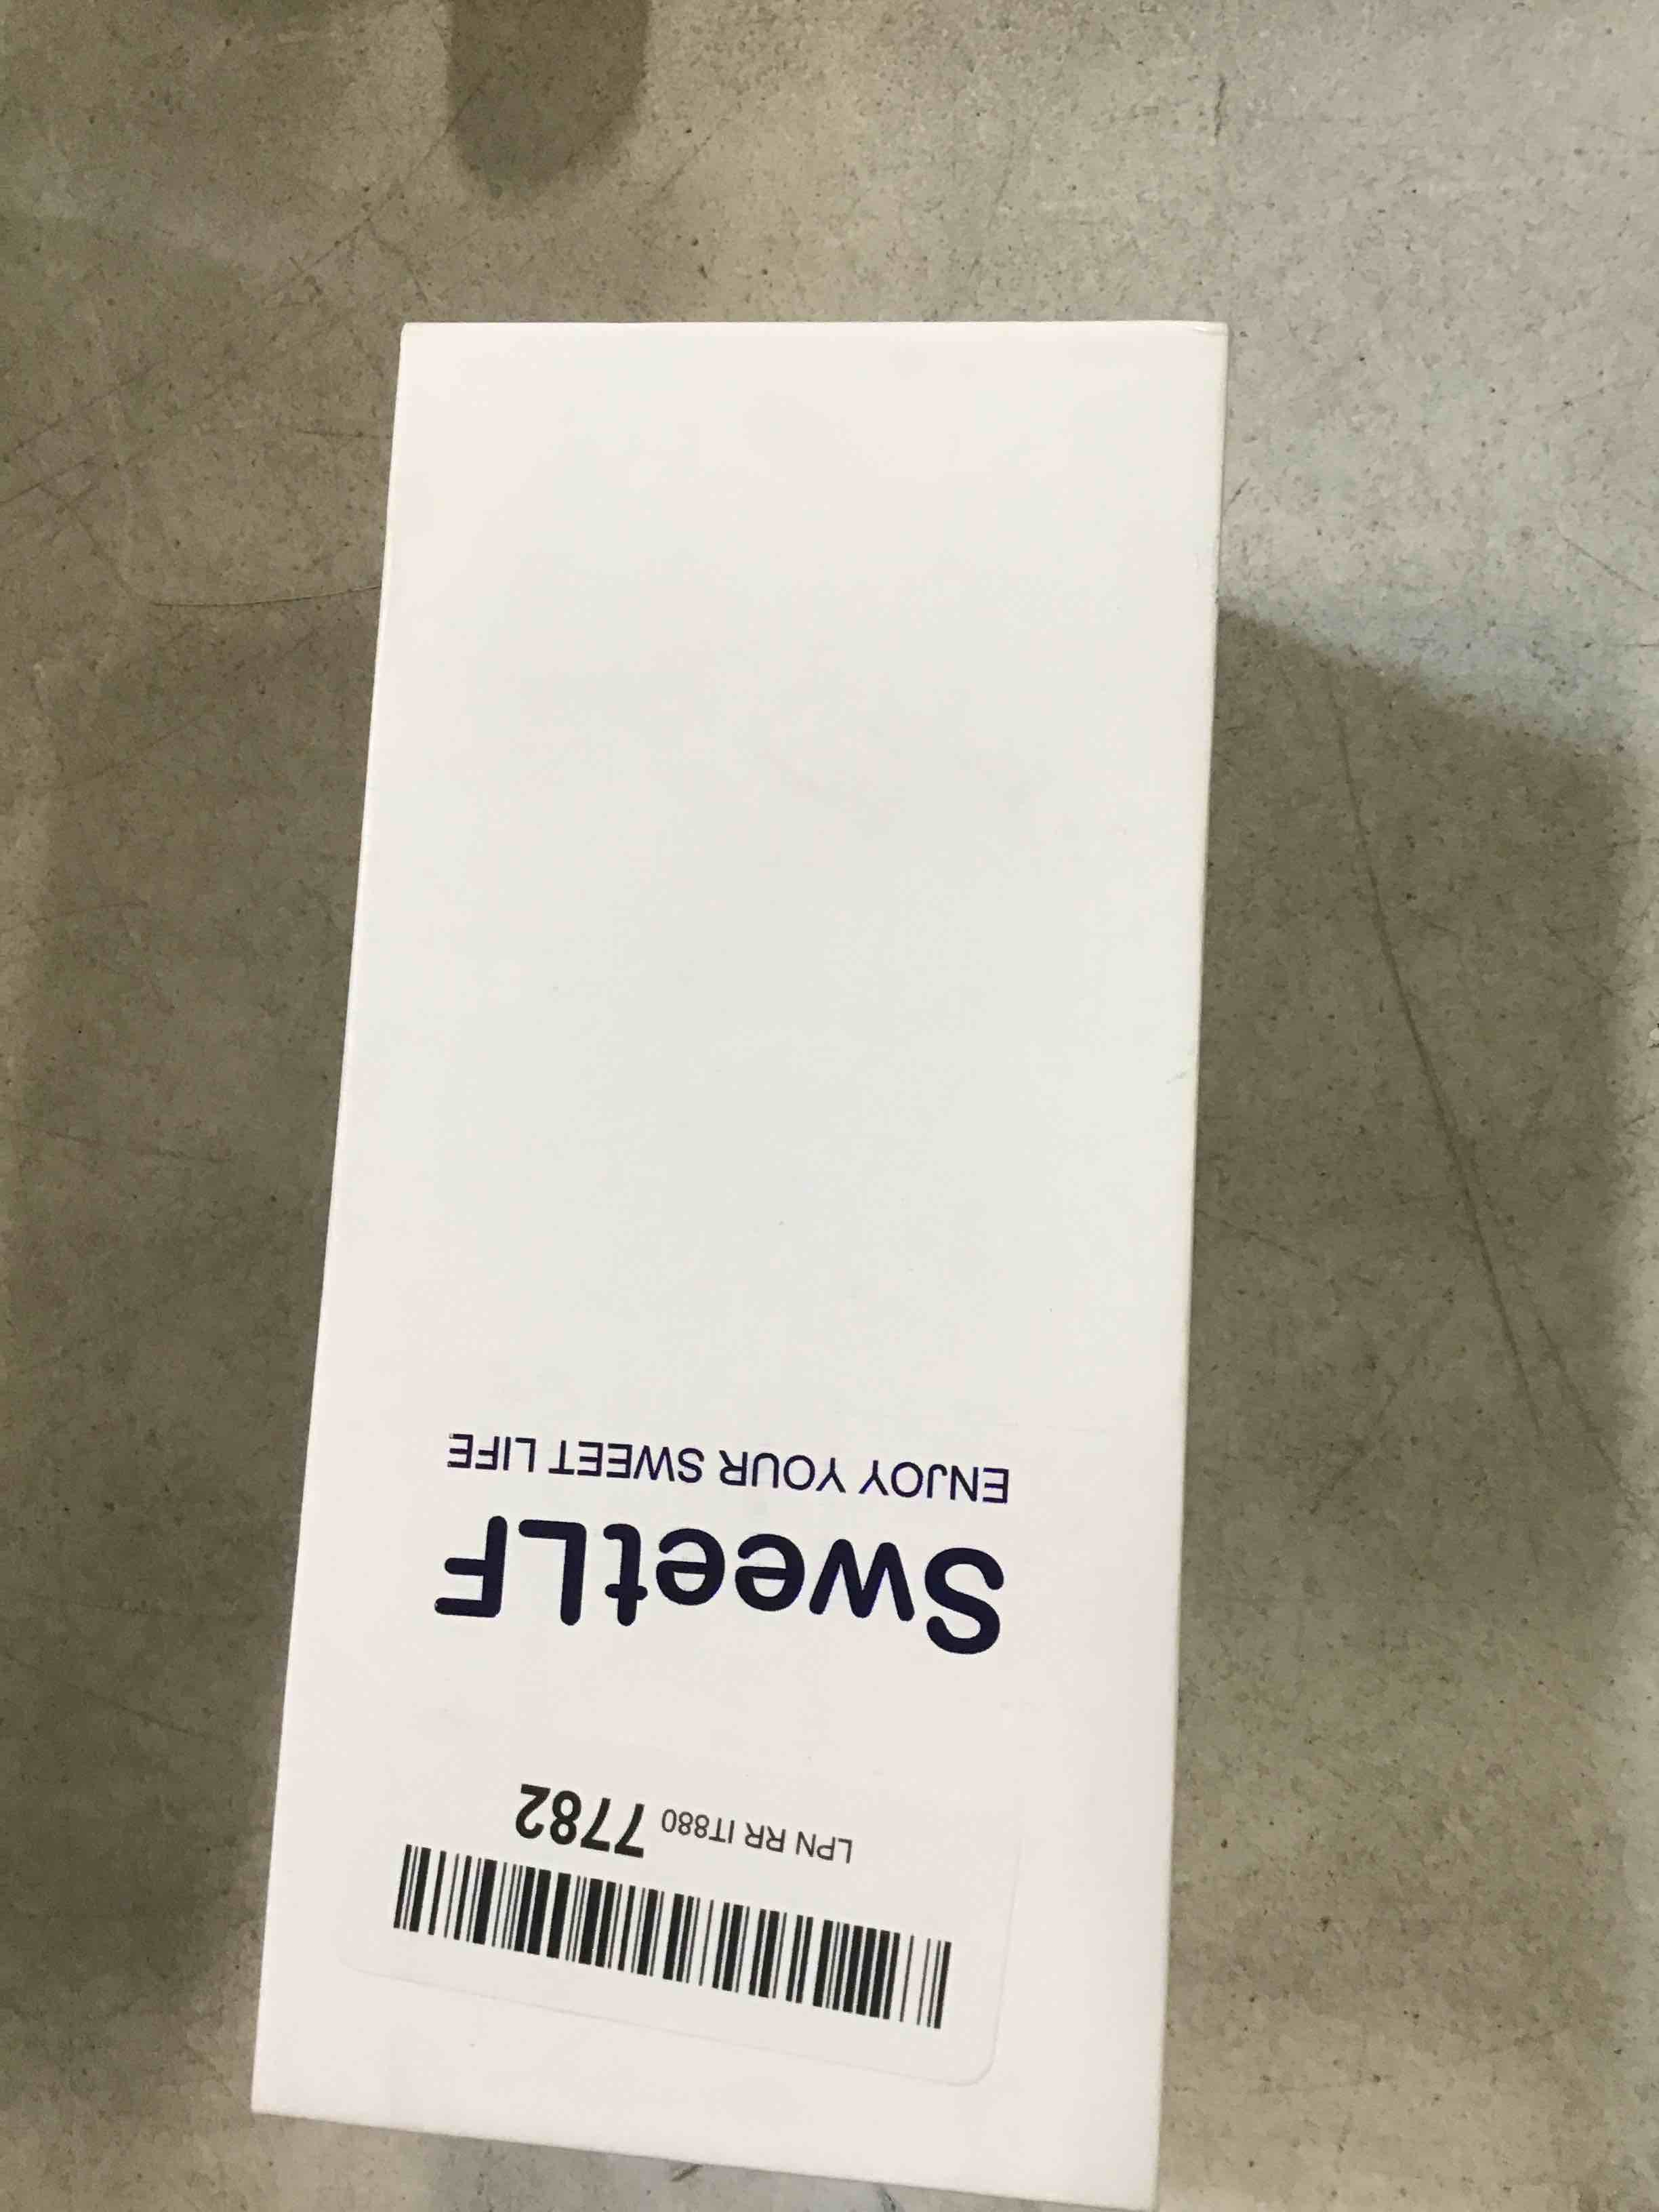 LPN RR IT880 7782
SweetLF
ENJOY YOUR SWEET LIFE